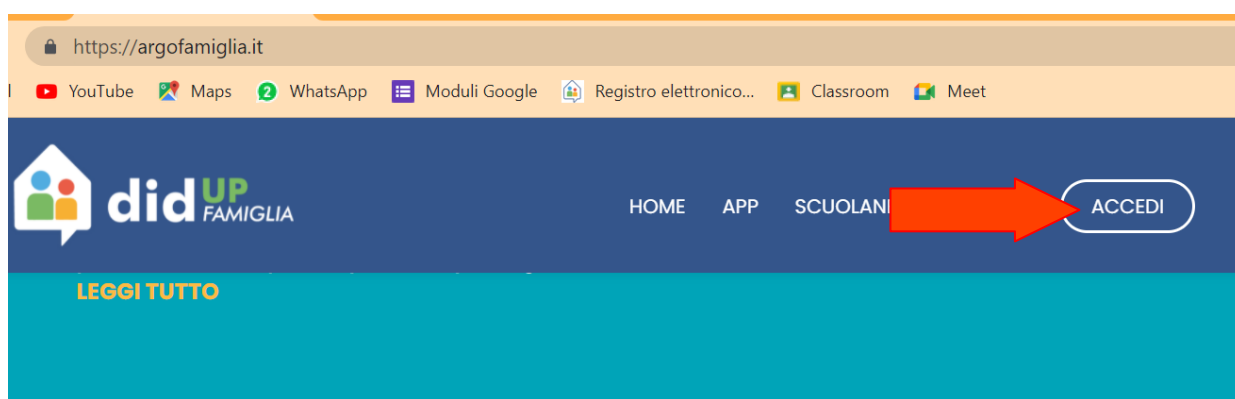 https://argofamiglia.it
YouTube Maps 2 WhatsApp Moduli Google Registro elettronico... Classroom Meet
did UP FAMIGLIA
HOME APP SCUOLAN ACCEDI
LEGGI TUTTO